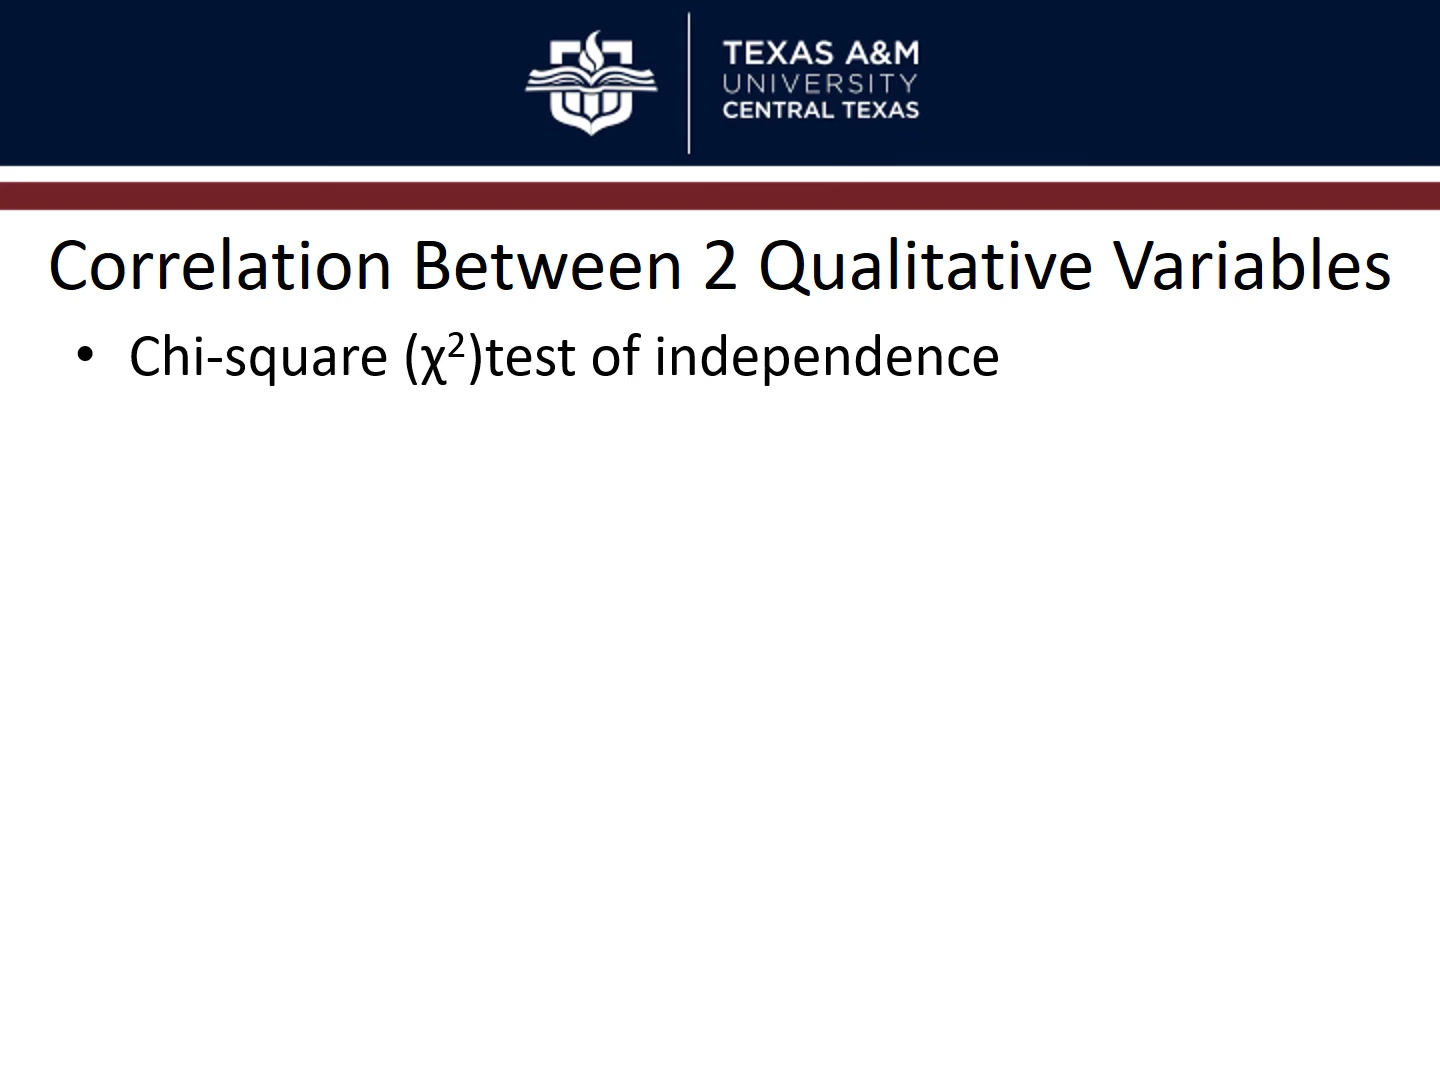 TEXAS A&M
UNIVERSITY
CENTRAL TEXAS
Correlation Between 2 Qualitative Variables
• Chi-square (χ²)test of independence